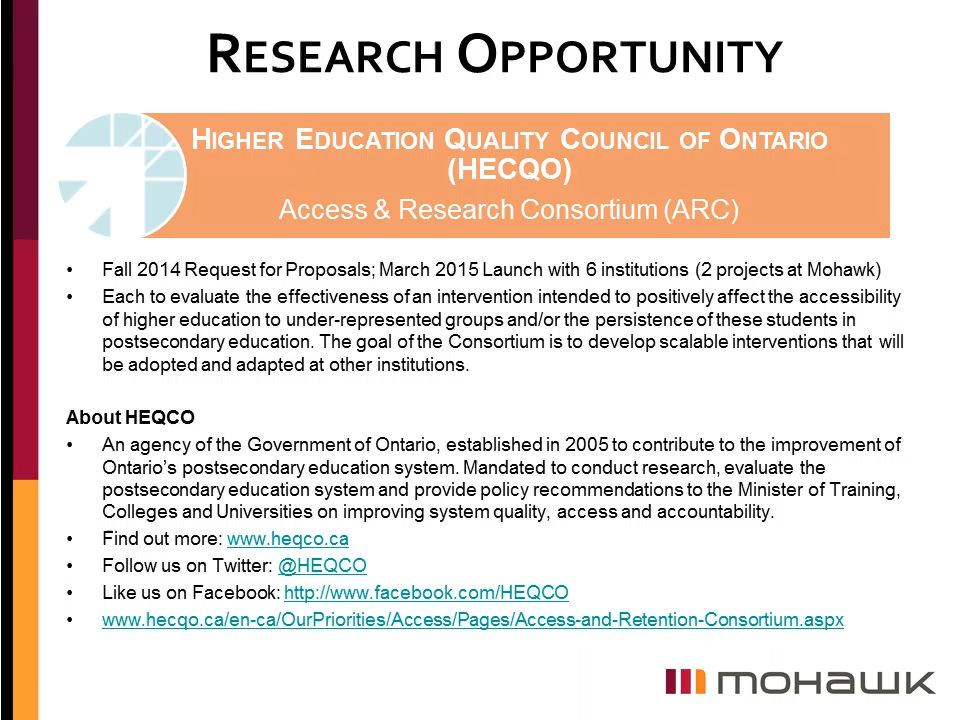 RESEARCH OPPORTUNITY
HIGHER EDUCATION QUALITY COUNCIL OF ONTARIO
(HECQO)
Access & Research Consortium (ARC)
• Fall 2014 Request for Proposals; March 2015 Launch with 6 institutions (2 projects at Mohawk)
• Each to evaluate the effectiveness of an intervention intended to positively affect the accessibility
of higher education to under-represented groups and/or the persistence of these students in
postsecondary education. The goal of the Consortium is to develop scalable interventions that will
be adopted and adapted at other institutions.
About HEQCO
• An agency of the Government of Ontario, established in 2005 to contribute to the improvement of
Ontario’s postsecondary education system. Mandated to conduct research, evaluate the
postsecondary education system and provide policy recommendations to the Minister of Training,
Colleges and Universities on improving system quality, access and accountability.
• Find out more: www.heqco.ca
• Follow us on Twitter: @HEQCO
• Like us on Facebook: http://www.facebook.com/HEQCO
• www.hecqo.ca/en-ca/OurPriorities/Access/Pages/Access-and-Retention-Consortium.aspx
mohawk